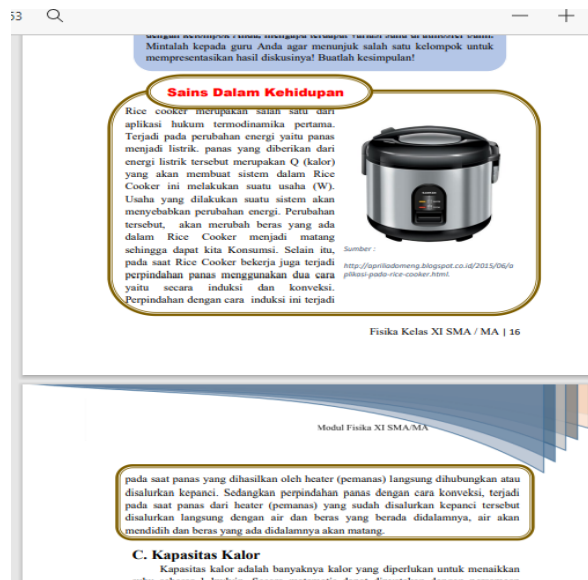 53
dengan kelompok Anda, mengapa terdapat variasi suhu di atmosfer bumi.
Mintalah kepada guru Anda agar menunjuk salah satu kelompok untuk
mempresentasikan hasil diskusinya! Buatlah kesimpulan!
Sains Dalam Kehidupan
Rice cooker merupakan salah satu dari
aplikasi hukum termodinamika pertama.
Terjadi pada perubahan energi yaitu panas
menjadi listrik. panas yang diberikan dari
energi listrik tersebut merupakan Q (kalor)
yang akan membuat sistem dalam Rice
Cooker ini melakukan suatu usaha (W).
Usaha yang dilakukan suatu sistem akan
menyebabkan perubahan energi. Perubahan
tersebut, akan merubah beras yang ada
dalam Rice Cooker menjadi matang
sehingga dapat kita Konsumsi. Selain itu,
pada saat Rice Cooker bekerja juga terjadi
perpindahan panas menggunakan dua cara
yaitu secara induksi dan konveksi.
Perpindahan dengan cara induksi ini terjadi
Sumber :
http://apriliadomeng.blogspot.co.id/2015/06/a
plikasi-pada-rice-cooker.html.
Fisika Kelas XI SMA / MA | 16
Modul Fisika XI SMA/MA
pada saat panas yang dihasilkan oleh heater (pemanas) langsung dihubungkan atau
disalurkan kepanci. Sedangkan perpindahan panas dengan cara konveksi, terjadi
pada saat panas dari heater (pemanas) yang sudah disalurkan kepanci tersebut
disalurkan langsung dengan air dan beras yang berada didalamnya, air akan
mendidih dan beras yang ada didalamnya akan matang.
C. Kapasitas Kalor
Kapasitas kalor adalah banyaknya kalor yang diperlukan untuk menaikkan